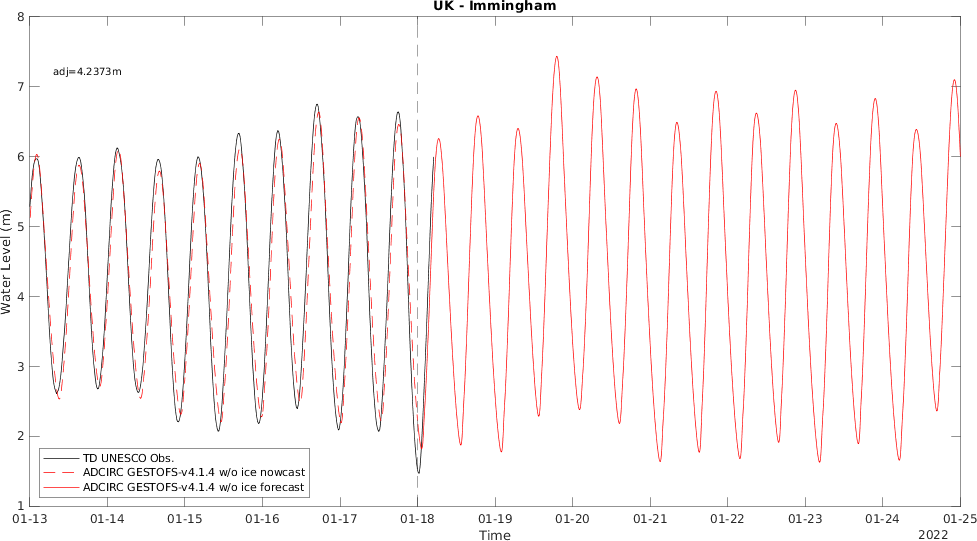 UK - Immingham
8
7
6
5
4
3
2
1
Water Level (m)
adj=4.2373m
TD UNESCO Obs.
ADCIRC GESTOFS-v4.1.4 w/o ice nowcast
ADCIRC GESTOFS-v4.1.4 w/o ice forecast
01-13 01-14 01-15 01-16 01-17 01-18 01-19 01-20 01-21 01-22 01-23 01-24 01-25
Time
2022